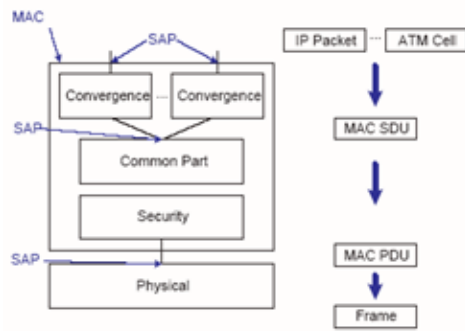 MAC
SAP
IP Packet ... ATM Cell
Convergence ... Convergence
SAP
MAC SDU
Common Part
Security
SAP
MAC PDU
Physical
Frame